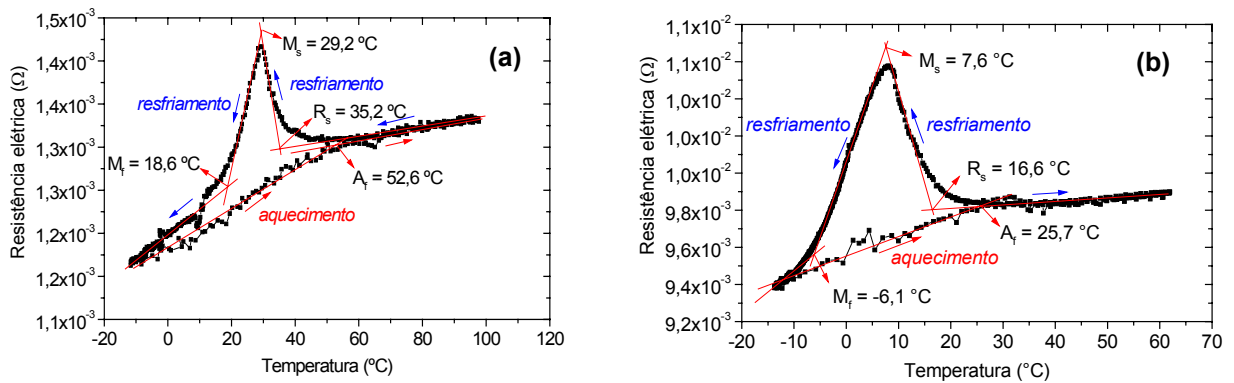 (a)
Resistência elétrica (Ω)
1,5x10⁻³
1,4x10⁻³
1,4x10⁻³
1,3x10⁻³
1,3x10⁻³
1,2x10⁻³
1,2x10⁻³
1,1x10⁻³
Mₛ = 29,2 ºC
resfriamento
resfriamento
Rₛ = 35,2 ºC
M_f = 18,6 ºC
A_f = 52,6 ºC
aquecimento
-20 0 20 40 60 80 100 120
Temperatura (ºC)
(b)
Resistência elétrica (Ω)
1,1x10⁻²
1,1x10⁻²
1,0x10⁻²
1,0x10⁻²
1,0x10⁻²
9,8x10⁻³
9,6x10⁻³
9,4x10⁻³
9,2x10⁻³
Mₛ = 7,6 °C
resfriamento
resfriamento
Rₛ = 16,6 °C
A_f = 25,7 °C
aquecimento
M_f = -6,1 °C
-20 -10 0 10 20 30 40 50 60 70
Temperatura (°C)